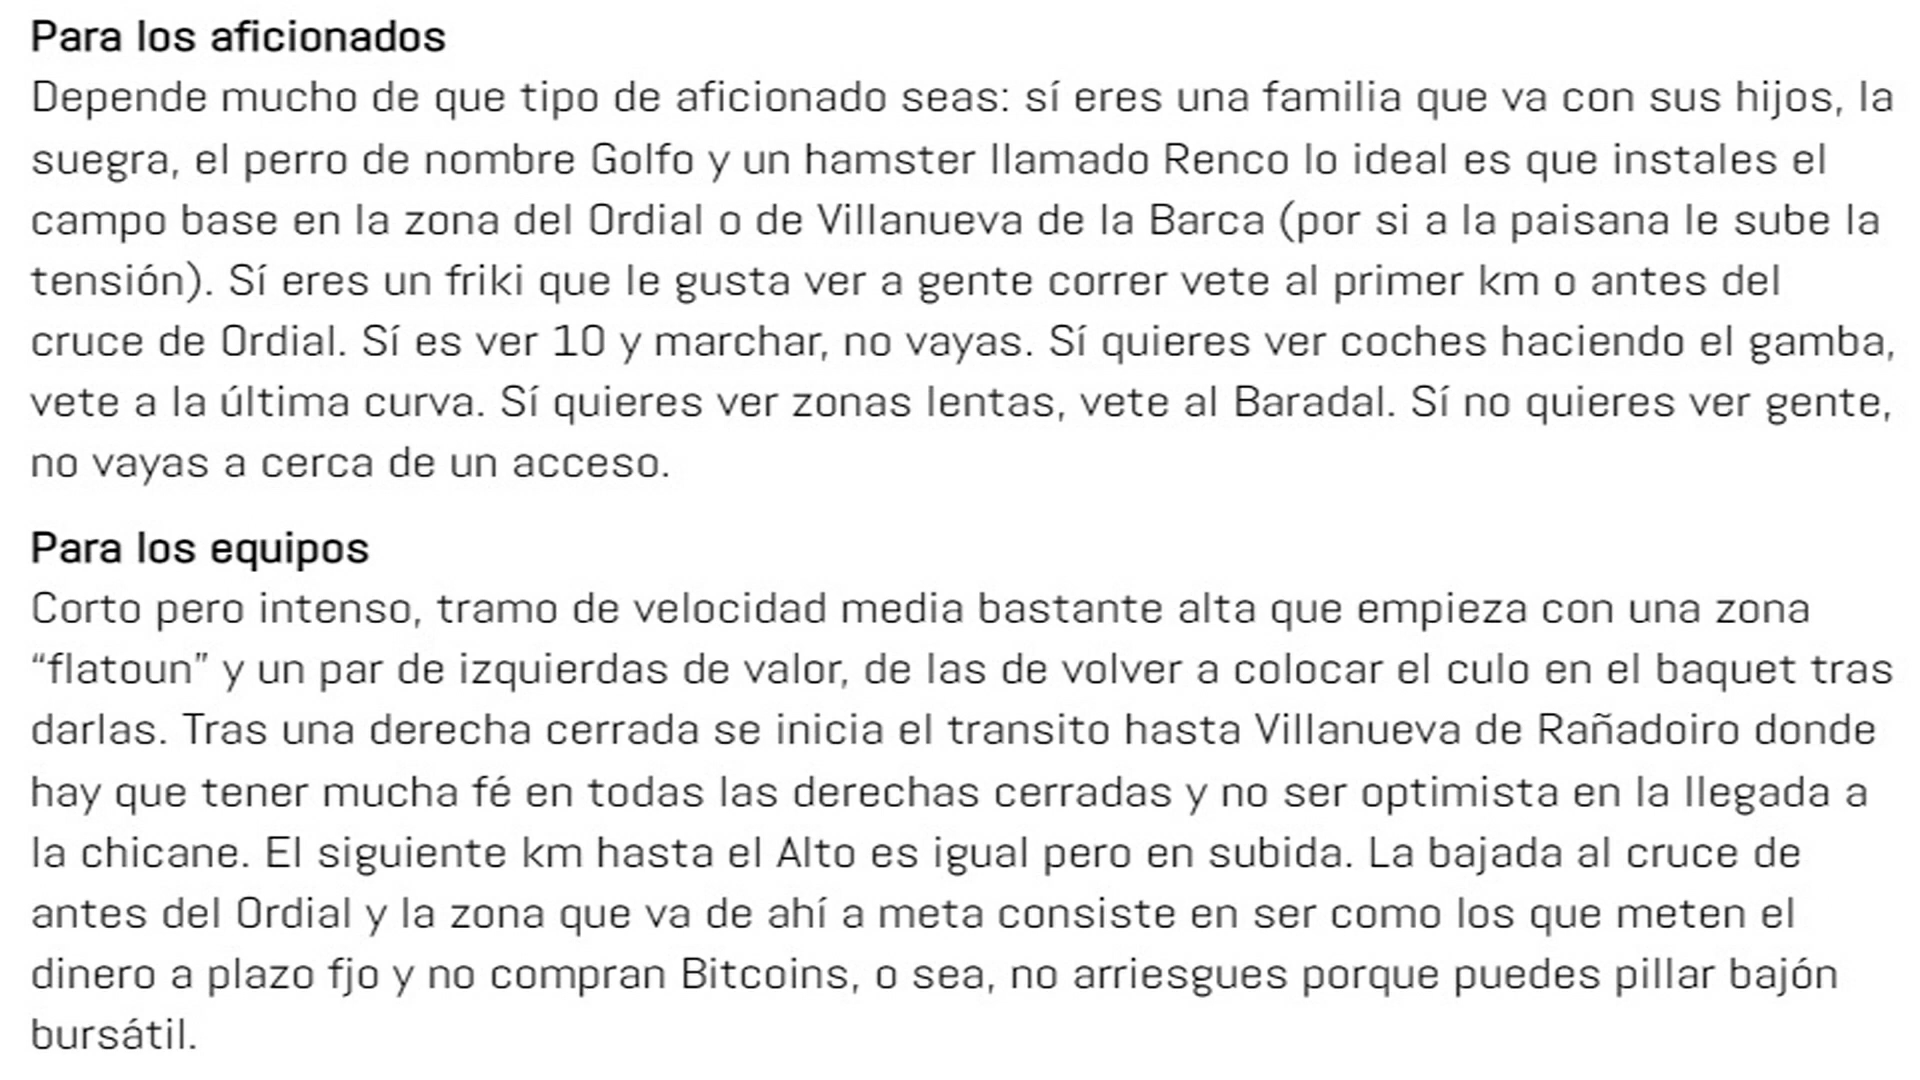 Para los aficionados
Depende mucho de que tipo de aficionado seas: sí eres una familia que va con sus hijos, la
suegra, el perro de nombre Golfo y un hamster llamado Renco lo ideal es que instales el
campo base en la zona del Ordial o de Villanueva de la Barca (por si a la paisana le sube la
tensión). Sí eres un friki que le gusta ver a gente correr vete al primer km o antes del
cruce de Ordial. Sí es ver 10 y marchar, no vayas. Sí quieres ver coches haciendo el gamba,
vete a la última curva. Sí quieres ver zonas lentas, vete al Baradal. Sí no quieres ver gente,
no vayas a cerca de un acceso.
Para los equipos
Corto pero intenso, tramo de velocidad media bastante alta que empieza con una zona
“flatoun” y un par de izquierdas de valor, de las de volver a colocar el culo en el baquet tras
darlas. Tras una derecha cerrada se inicia el transito hasta Villanueva de Rañadoiro donde
hay que tener mucha fé en todas las derechas cerradas y no ser optimista en la llegada a
la chicane. El siguiente km hasta el Alto es igual pero en subida. La bajada al cruce de
antes del Ordial y la zona que va de ahí a meta consiste en ser como los que meten el
dinero a plazo fjo y no compran Bitcoins, o sea, no arriesgues porque puedes pillar bajón
bursátil.